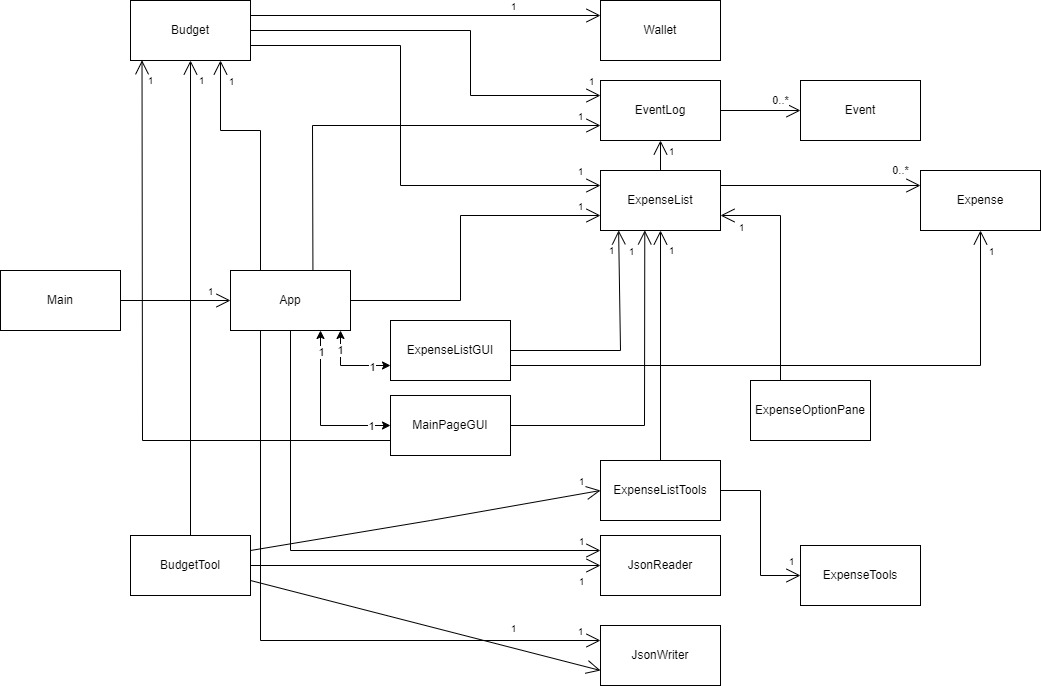 1
Budget
Wallet
1 1 1
1
EventLog
0..*
Event
1
1
1
0..*
ExpenseList
Expense
1
1
1 1 1
1
Main
1
App
1 1
ExpenseListGUI
1
ExpenseOptionPane
MainPageGUI
1
1
ExpenseListTools
1
BudgetTool
JsonReader
1
1
ExpenseTools
1
1
JsonWriter